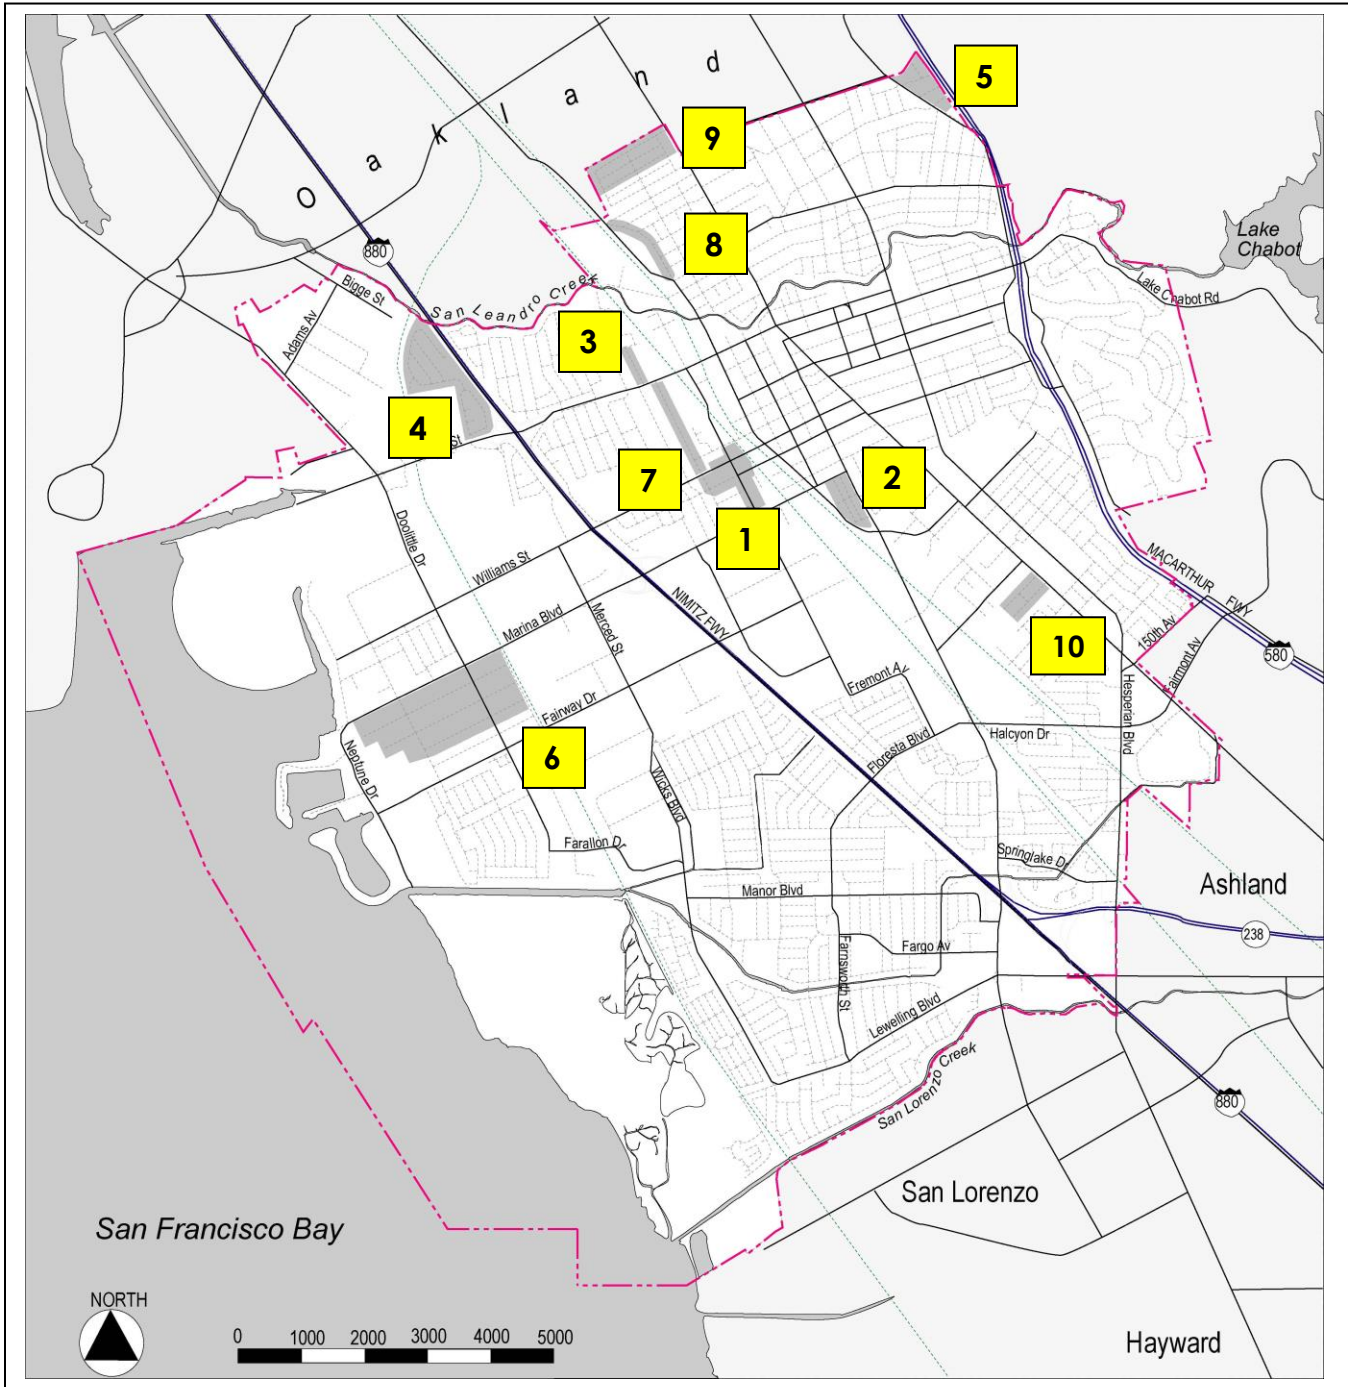 5
O a k l a n d
9
8
Lake
Chabot
880
Bigge St
San Leandro Creek
Lake Chabot Rd
Adams Av
3
4
St
7
2
1
Doolittle Dr
Williams St
MACARTHUR FWY
Marina Blvd
Merced St
NIMITZ FWY
10
150th Av
580
Fremont Av
Fairmont Av
Hesperian Blvd
Fairway Dr
Floresta Blvd
Halcyon Dr
Neptune Dr
6
Wicks Blvd
Farallon Dr
Springlake Dr
Manor Blvd
Ashland
238
Farnsworth St
Fargo Av
Lewelling Blvd
San Lorenzo Creek
880
San Lorenzo
San Francisco Bay
NORTH
0 1000 2000 3000 4000 5000
Hayward